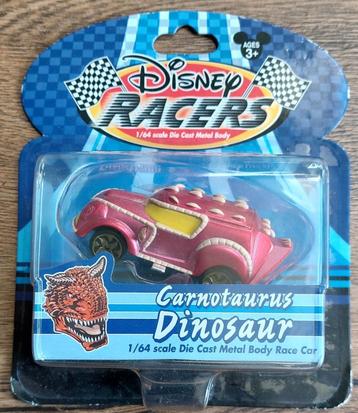 AGES
3+
Disney
RACERS
1/64 scale Die Cast Metal Body
Carnotaurus
Dinosaur
1/64 scale Die Cast Metal Body Race Car